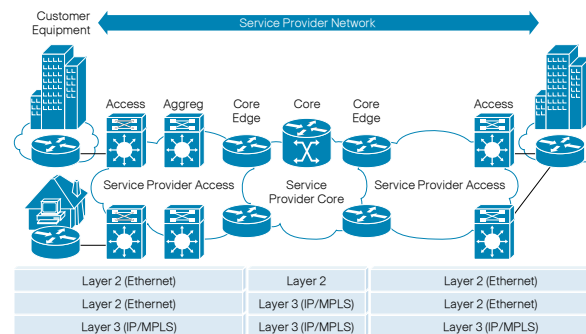 Customer
Equipment
Service Provider Network
Access
Aggreg
Core
Edge
Core
Core
Edge
Access
Service Provider Access
Service
Provider Core
Service Provider Access
Layer 2 (Ethernet)
Layer 2
Layer 2 (Ethernet)
Layer 2 (Ethernet)
Layer 3 (IP/MPLS)
Layer 2 (Ethernet)
Layer 3 (IP/MPLS)
Layer 3 (IP/MPLS)
Layer 3 (IP/MPLS)